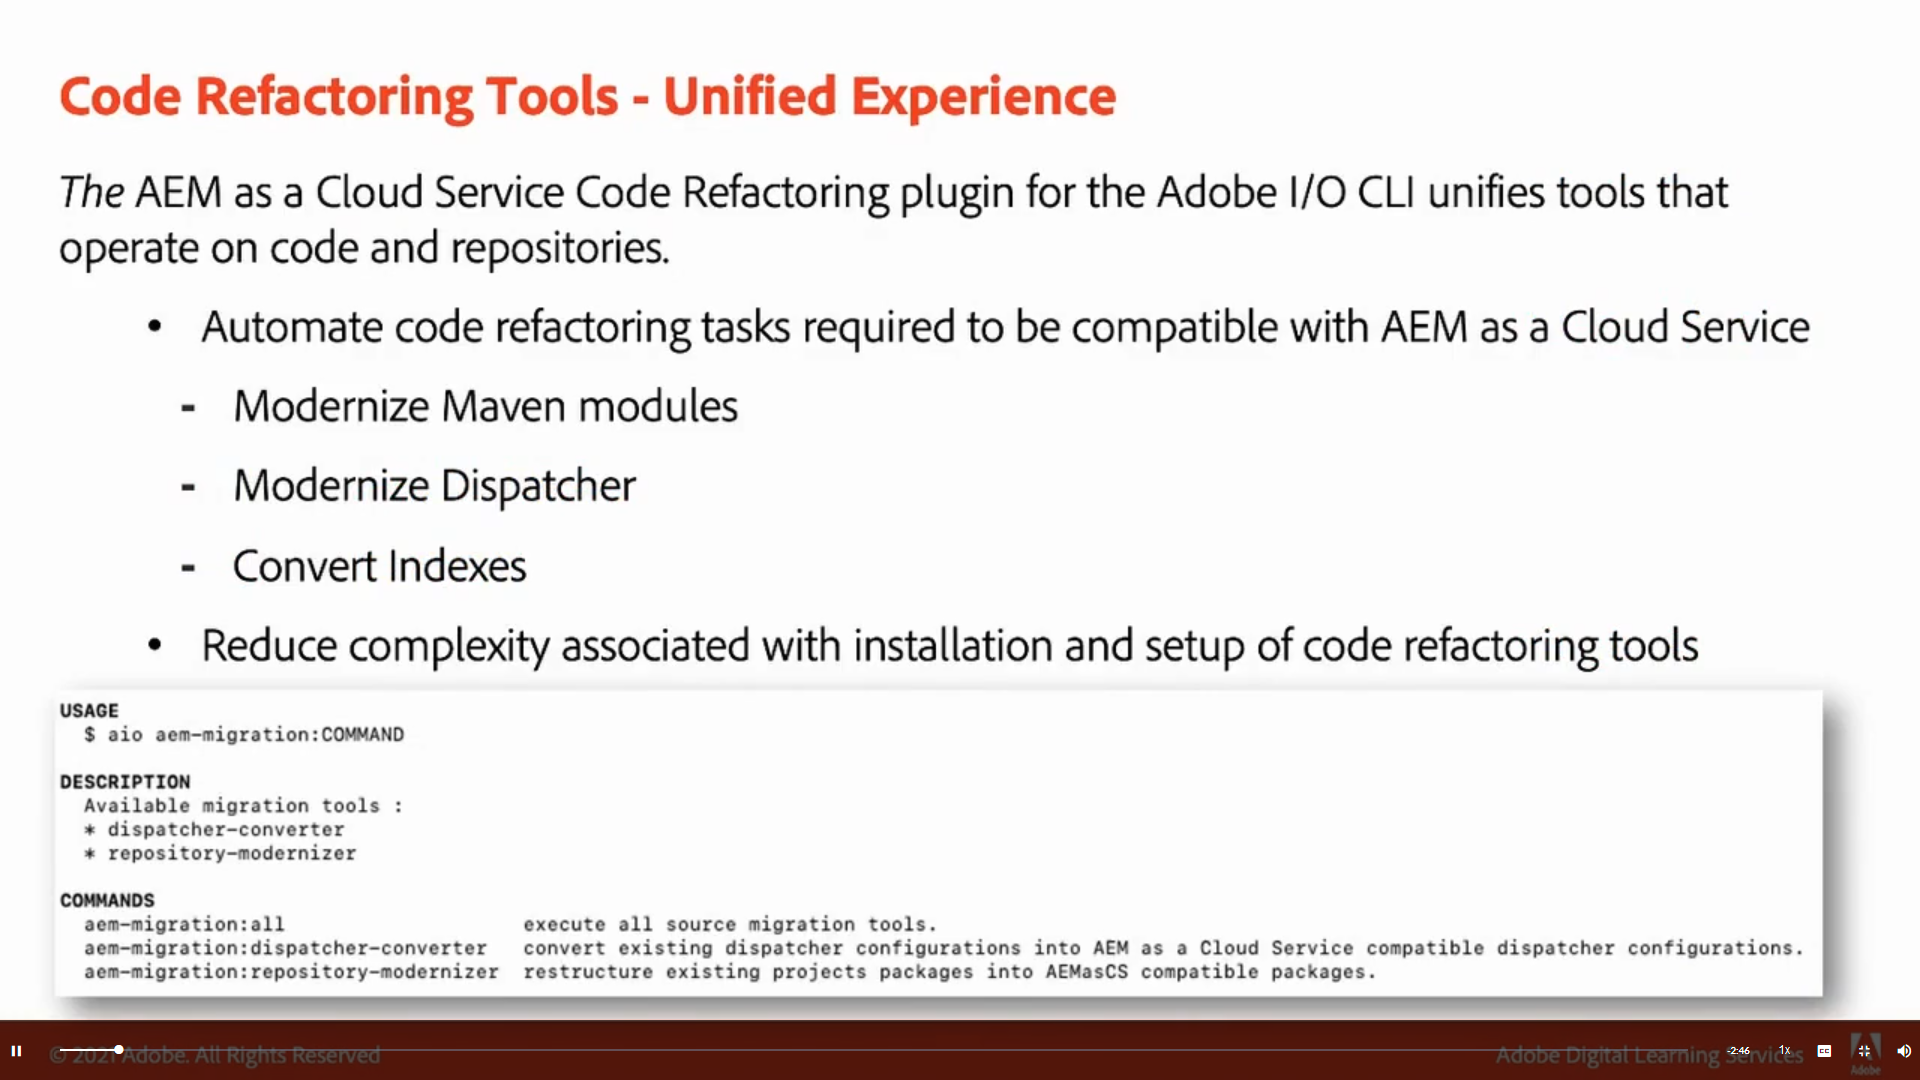 Code Refactoring Tools - Unified Experience
The AEM as a Cloud Service Code Refactoring plugin for the Adobe I/O CLI unifies tools that
operate on code and repositories.
• Automate code refactoring tasks required to be compatible with AEM as a Cloud Service
- Modernize Maven modules
- Modernize Dispatcher
- Convert Indexes
• Reduce complexity associated with installation and setup of code refactoring tools
USAGE
$ aio aem-migration:COMMAND
DESCRIPTION
Available migration tools :
* dispatcher-converter
* repository-modernizer
COMMANDS
aem-migration:all execute all source migration tools.
aem-migration:dispatcher-converter convert existing dispatcher configurations into AEM as a Cloud Service compatible dispatcher configurations.
aem-migration:repository-modernizer restructure existing projects packages into AEMasCS compatible packages.
© 2021 Adobe. All Rights Reserved
Adobe Digital Learning Services
-2:46
1x
CC
Adobe